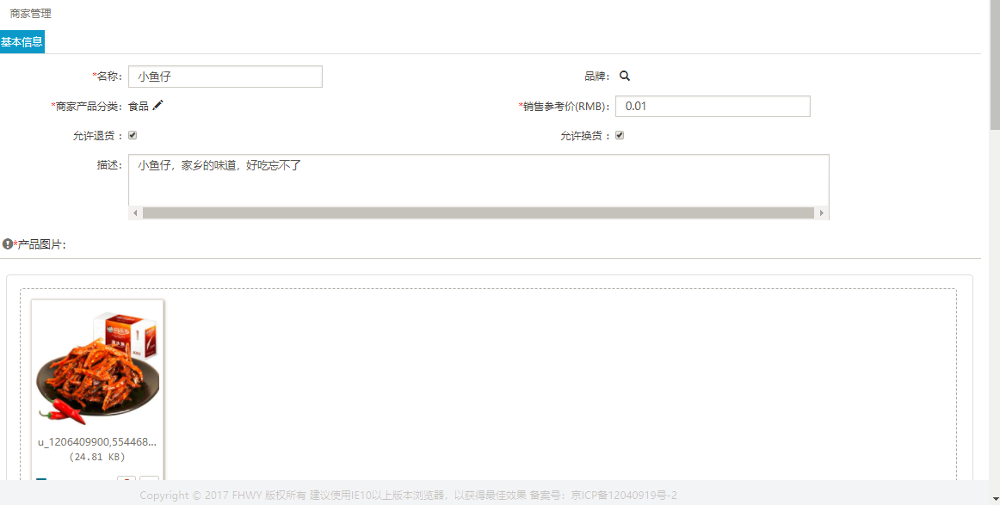 商家管理
基本信息
*名称: 小鱼仔 品牌:
*商家产品分类: 食品 *销售参考价(RMB): 0.01
允许退货 : 允许换货 :
描述: 小鱼仔，家乡的味道，好吃忘不了
*产品图片:
u_1206409900,554468...
(24.81 KB)
Copyright © 2017 FHWY 版权所有 建议使用IE10以上版本浏览器，以获得最佳效果 备案号：京ICP备12040919号-2